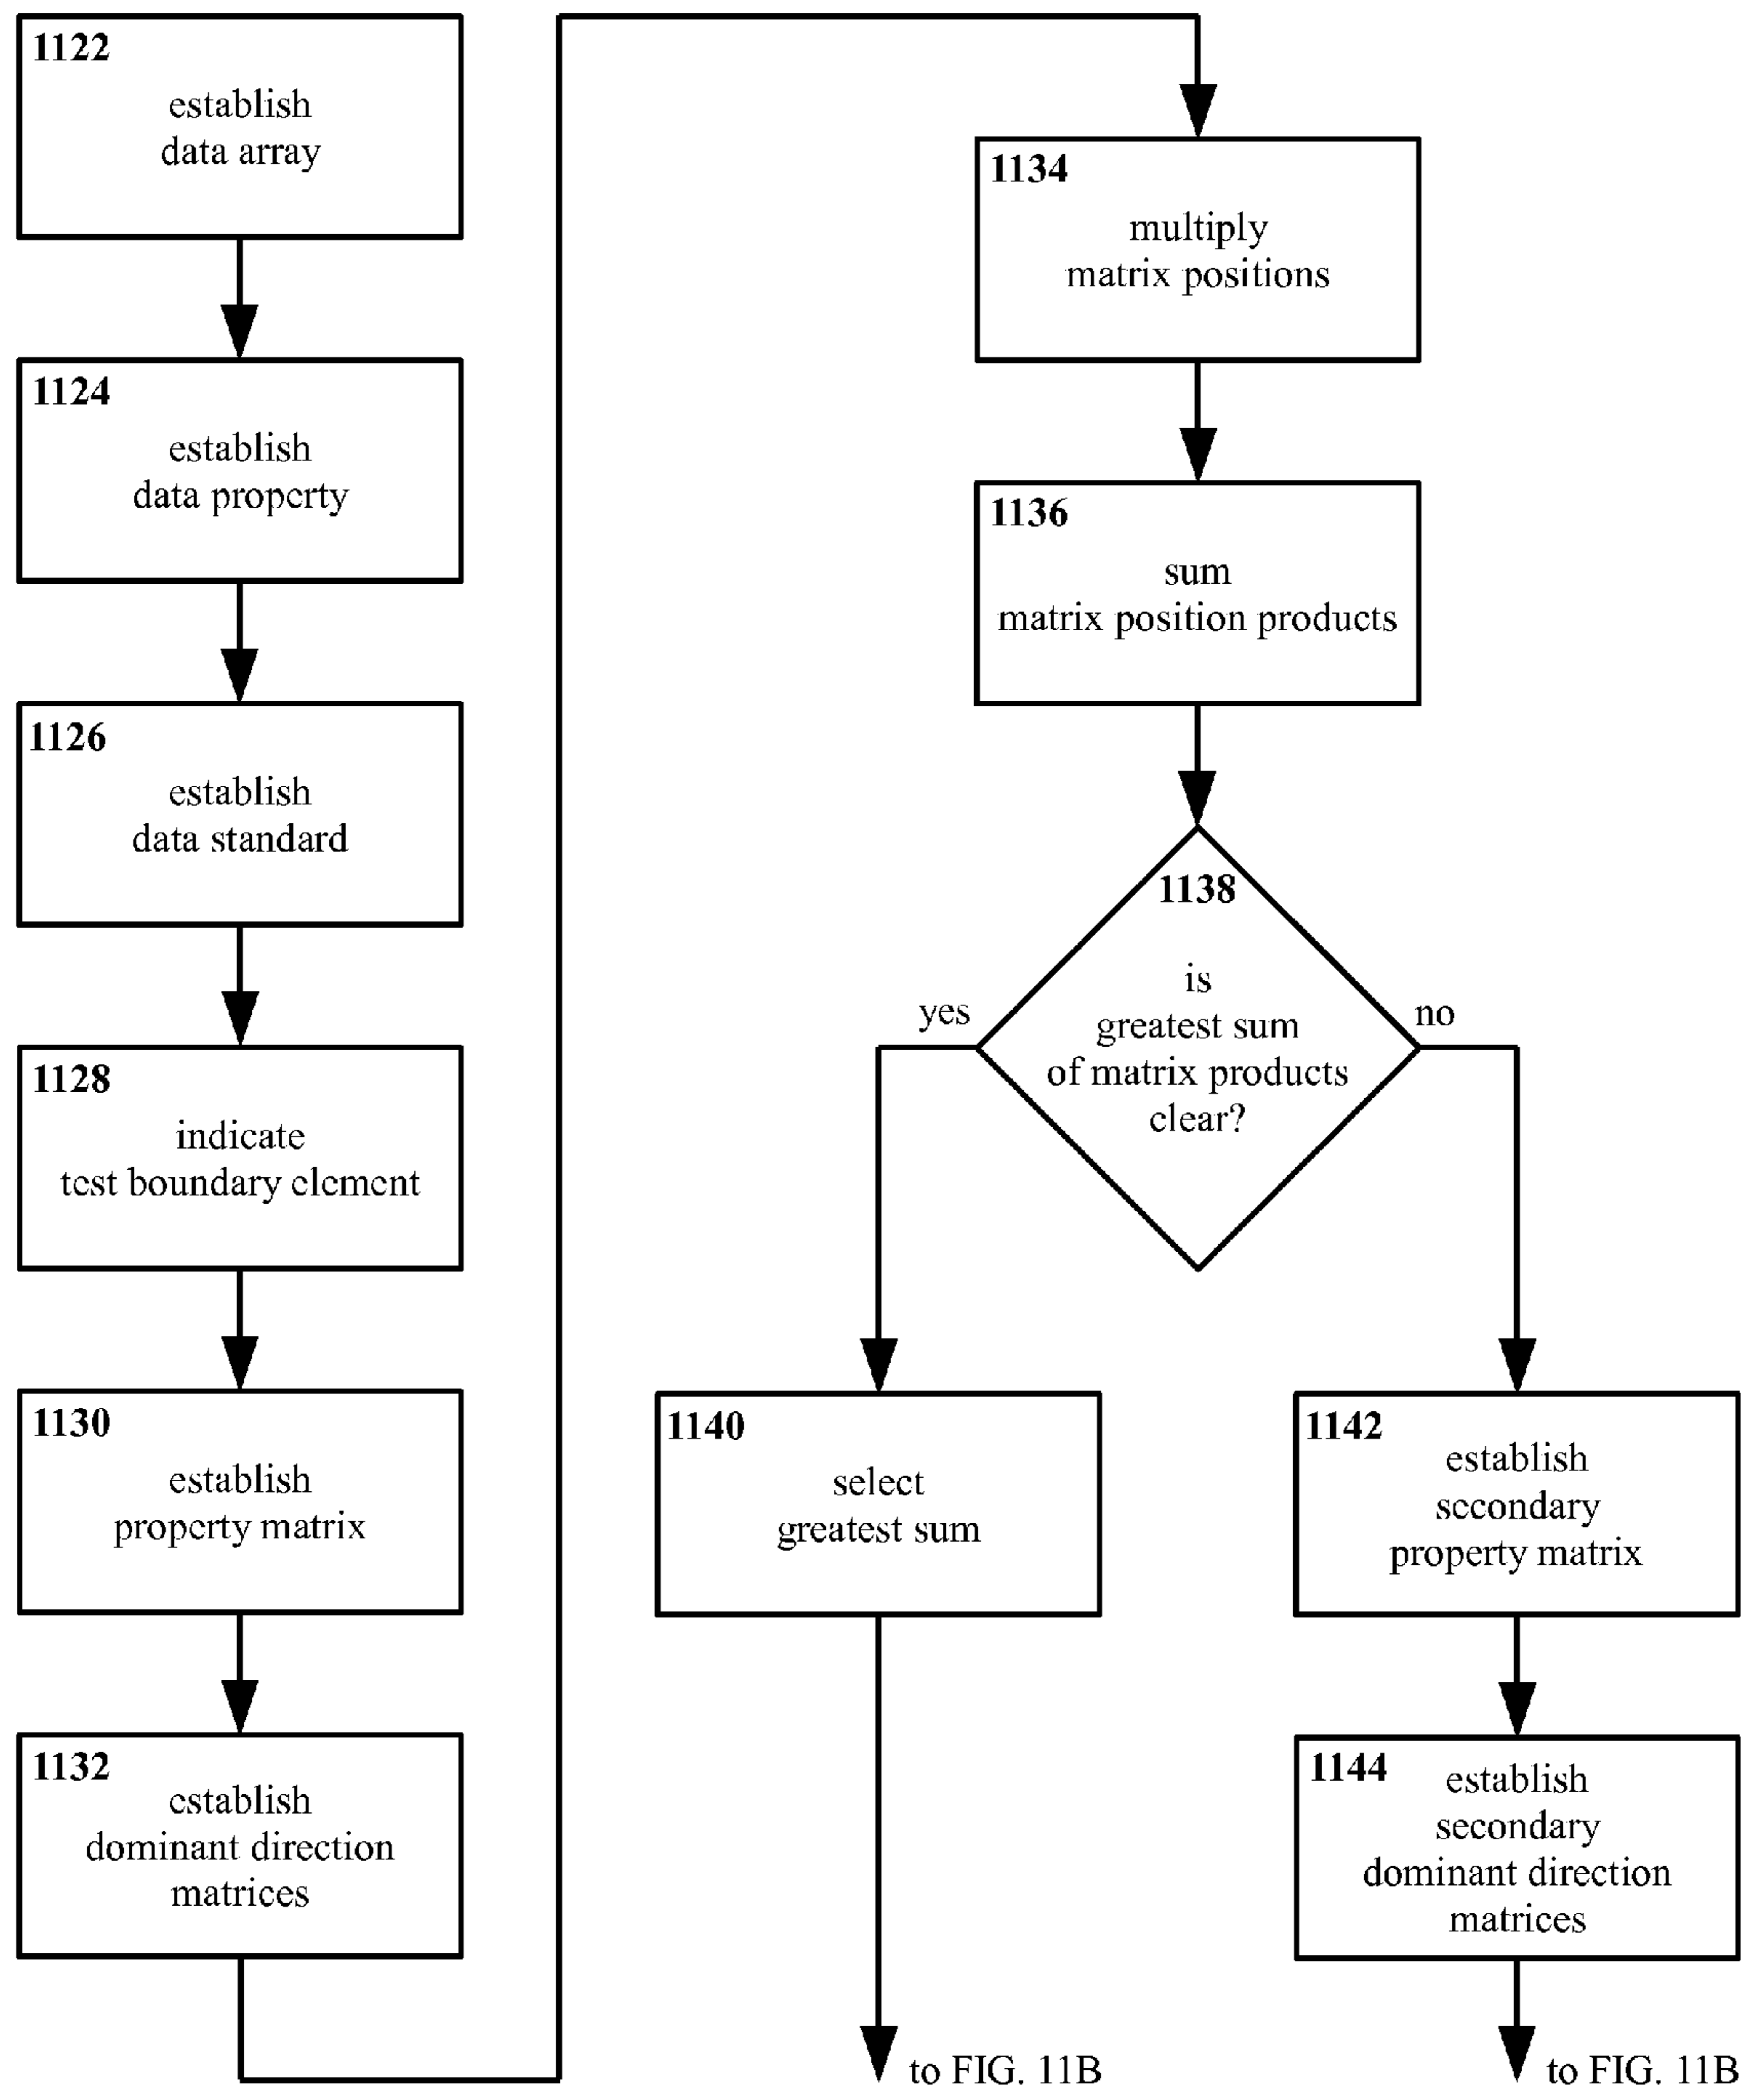 1122
establish
data array
1124
establish
data property
1126
establish
data standard
1128
indicate
test boundary element
1130
establish
property matrix
1132
establish
dominant direction
matrices
1134
multiply
matrix positions
1136
sum
matrix position products
1138
is
greatest sum
of matrix products
clear?
yes
no
1140
select
greatest sum
to FIG. 11B
1142
establish
secondary
property matrix
1144
establish
secondary
dominant direction
matrices
to FIG. 11B